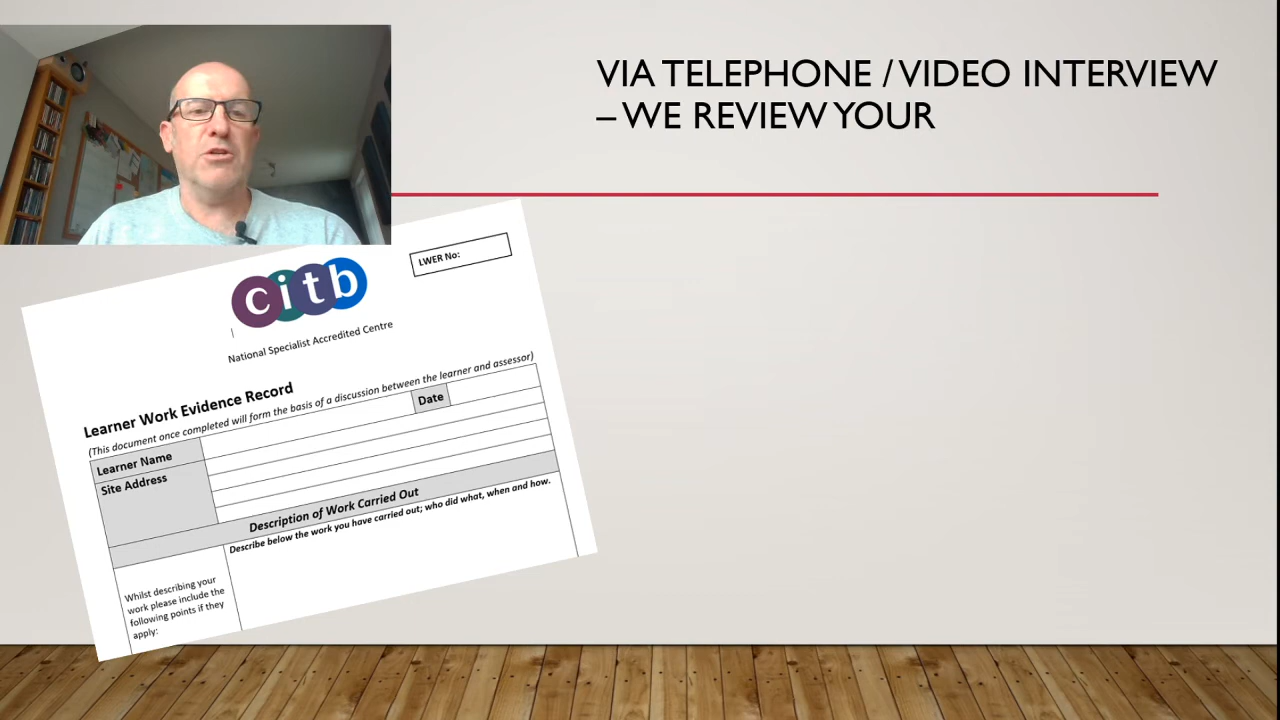 VIA TELEPHONE / VIDEO INTERVIEW
– WE REVIEW YOUR
LWER No:
citb
National Specialist Accredited Centre
Learner Work Evidence Record
(This document once completed will form the basis of a discussion between the learner and assessor)
Learner Name
Date
Site Address
Description of Work Carried Out
Describe below the work you have carried out; who did what, when and how.
Whilst describing your
work please include the
following points if they
apply: